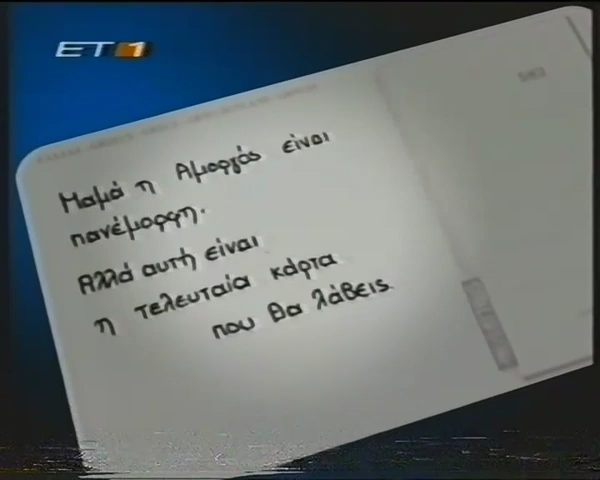 ET1
Μαμά η Αμοργός είναι
πανέμορφη.
Αλλά αυτή είναι
η τελευταία κάρτα
που θα λάβεις